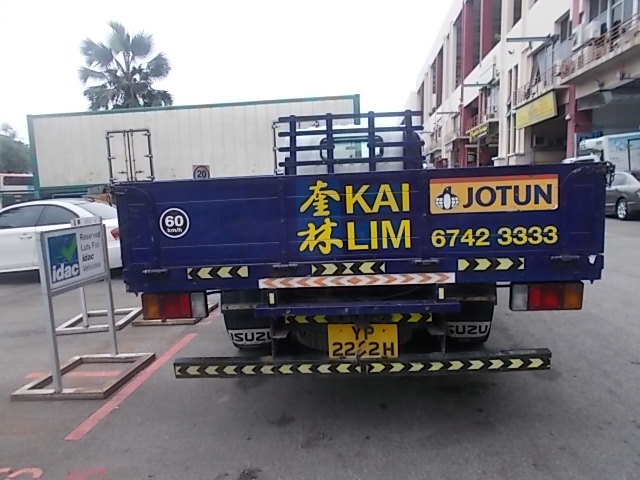 20
奎林
KAI
LIM
JOTUN
6742 3333
60
km/h
Reserved
Lots For
idac
Vehicles
idac
ISUZU
ISUZU
YP
2222H